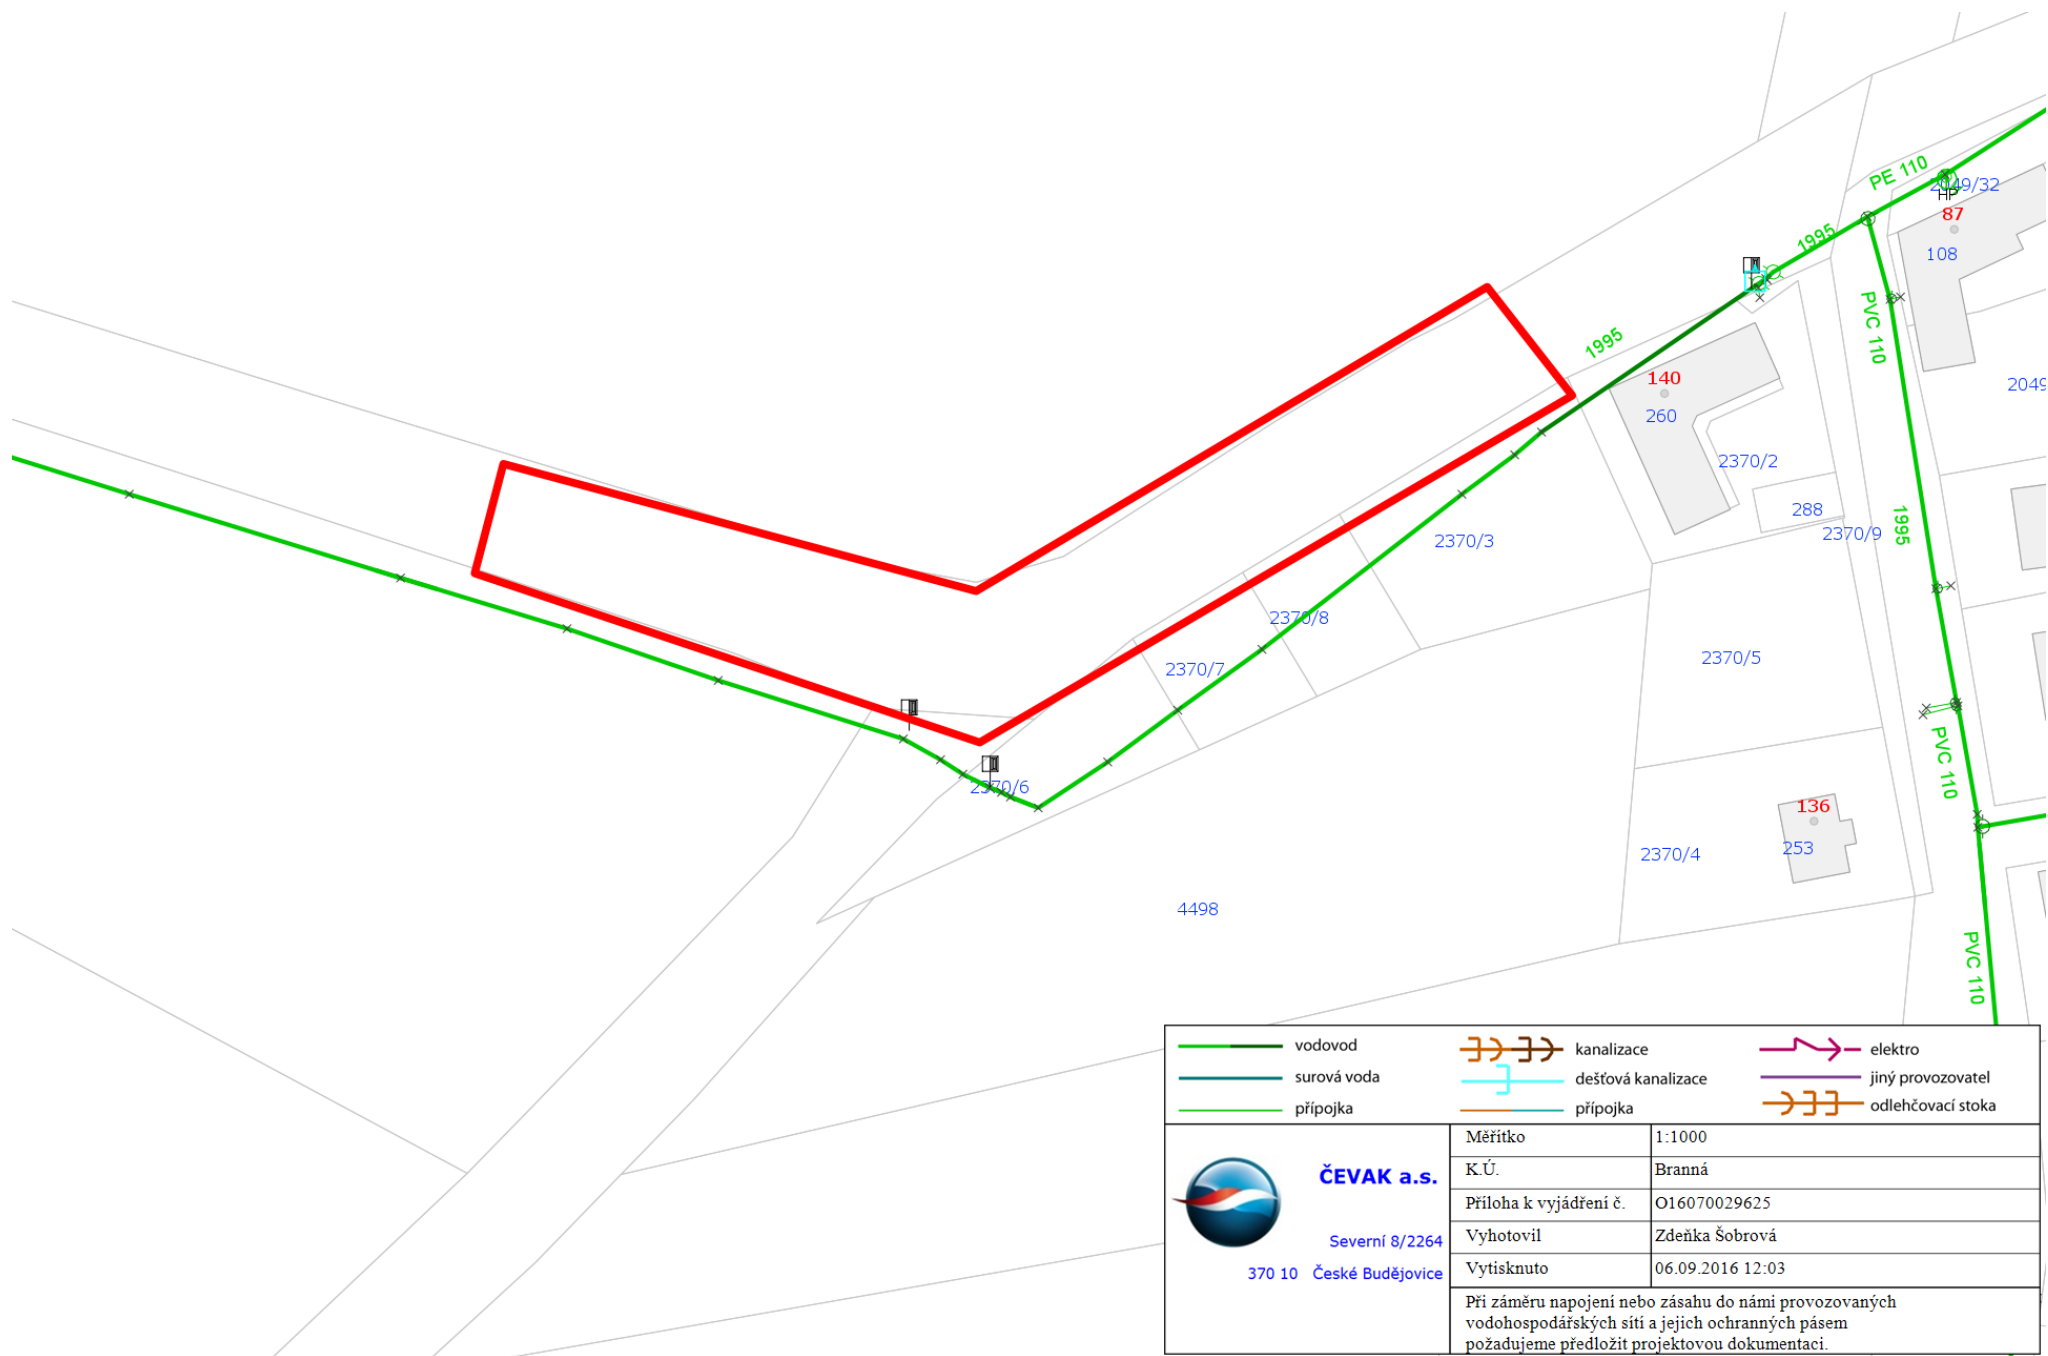 PE 110
2049/32
HP
87
108
1995
PVC 110
1995
2049
140
260
2370/2
288
2370/9
1995
2370/3
2370/8
2370/7
2370/5
2370/6
PVC 110
136
253
2370/4
4498
PVC 110
vodovod
kanalizace
elektro
surová voda
dešťová kanalizace
jiný provozovatel
přípojka
přípojka
odlehčovací stoka
ČEVAK a.s.
Severní 8/2264
370 10 České Budějovice
Měřítko 1:1000
K.Ú. Branná
Příloha k vyjádření č. O16070029625
Vyhotovil Zdeňka Šobrová
Vytisknuto 06.09.2016 12:03
Při záměru napojení nebo zásahu do námi provozovaných
vodohospodářských sítí a jejich ochranných pásem
požadujeme předložit projektovou dokumentaci.